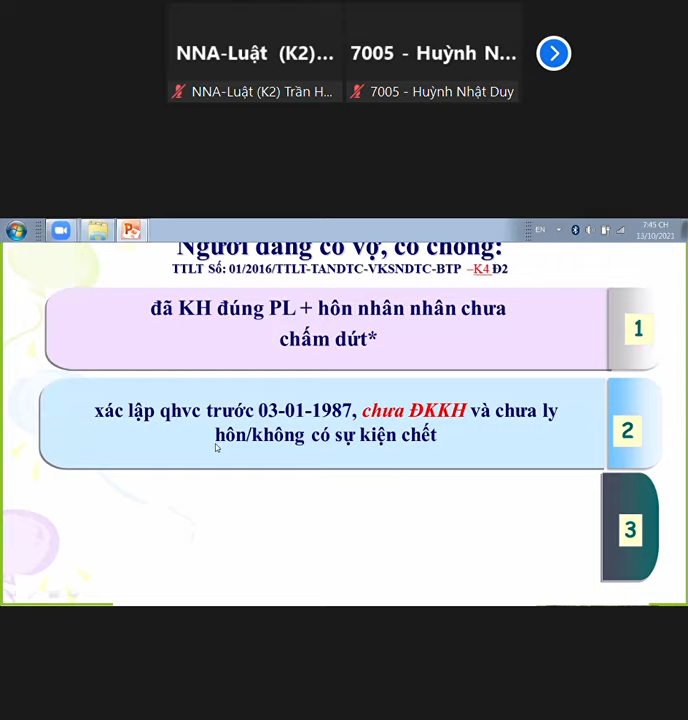 NNA-Luật (K2)...
7005 - Huỳnh N...
NNA-Luật (K2) Trần H...
7005 - Huỳnh Nhật Duy
EN
7:45 CH
13/10/2021
Người đang có vợ, có chồng:
TTLT Số: 01/2016/TTLT-TANDTC-VKSNDTC-BTP –K4 Đ2
đã KH đúng PL + hôn nhân nhân chưa
chấm dứt*
1
xác lập qhvc trước 03-01-1987, chưa ĐKKH và chưa ly
hôn/không có sự kiện chết
2
3